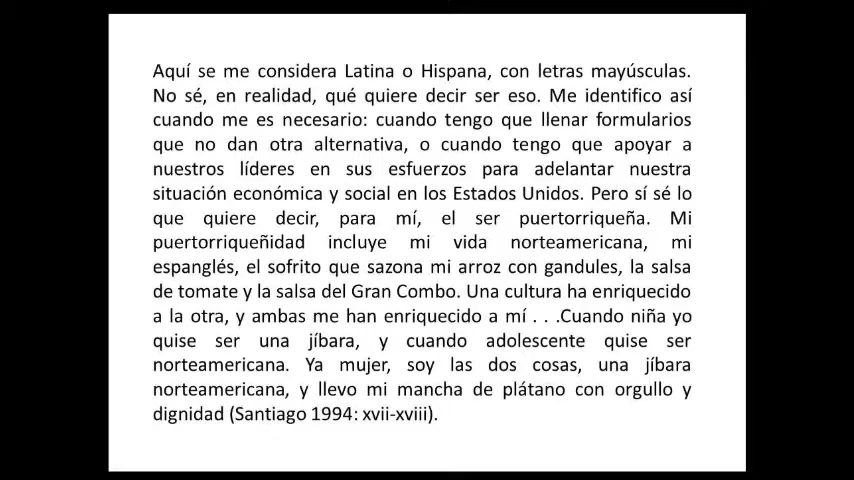 Aquí se me considera Latina o Hispana, con letras mayúsculas.
No sé, en realidad, qué quiere decir ser eso. Me identifico así
cuando me es necesario: cuando tengo que llenar formularios
que no dan otra alternativa, o cuando tengo que apoyar a
nuestros líderes en sus esfuerzos para adelantar nuestra
situación económica y social en los Estados Unidos. Pero sí sé lo
que quiere decir, para mí, el ser puertorriqueña. Mi
puertorriqueñidad incluye mi vida norteamericana, mi
espanglés, el sofrito que sazona mi arroz con gandules, la salsa
de tomate y la salsa del Gran Combo. Una cultura ha enriquecido
a la otra, y ambas me han enriquecido a mí . . .Cuando niña yo
quise ser una jíbara, y cuando adolescente quise ser
norteamericana. Ya mujer, soy las dos cosas, una jíbara
norteamericana, y llevo mi mancha de plátano con orgullo y
dignidad (Santiago 1994: xvii-xviii).